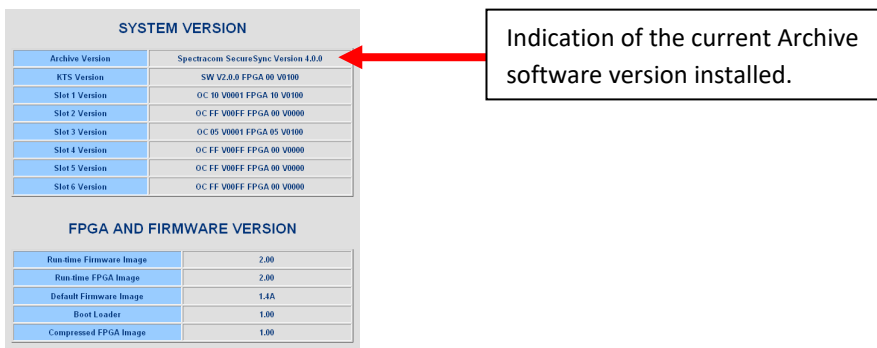 SYSTEM VERSION
Archive Version Spectracom SecureSync Version 4.0.0
KTS Version SW V2.0.0 FPGA 00 V0100
Slot 1 Version OC 10 V0001 FPGA 10 V0100
Slot 2 Version OC FF V00FF FPGA 00 V0000
Slot 3 Version OC 05 V0001 FPGA 05 V0100
Slot 4 Version OC FF V00FF FPGA 00 V0000
Slot 5 Version OC FF V00FF FPGA 00 V0000
Slot 6 Version OC FF V00FF FPGA 00 V0000
Indication of the current Archive
software version installed.
FPGA AND FIRMWARE VERSION
Run-time Firmware Image 2.00
Run-time FPGA Image 2.00
Default Firmware Image 1.4A
Boot Loader 1.00
Compressed FPGA Image 1.00